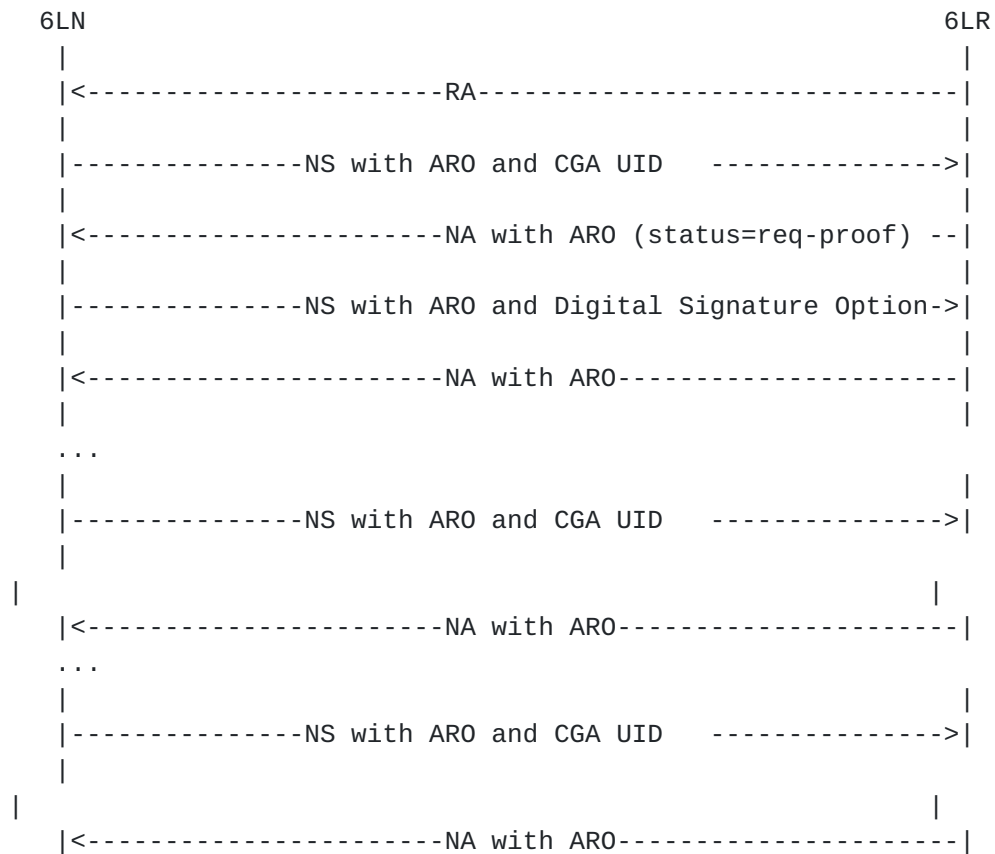 6LN                                                       6LR
|                                                         |
|<-----------------------RA-------------------------------|
|                                                         |
|---------------NS with ARO and CGA UID   --------------->|
|                                                         |
|<-----------------------NA with ARO (status=req-proof) --|
|                                                         |
|---------------NS with ARO and Digital Signature Option->|
|                                                         |
|<-----------------------NA with ARO----------------------|
|                                                         |
...
|                                                         |
|---------------NS with ARO and CGA UID   --------------->|
|
|                                                         |
|<-----------------------NA with ARO----------------------|
...
|                                                         |
|---------------NS with ARO and CGA UID   --------------->|
|
|                                                         |
|<-----------------------NA with ARO----------------------|